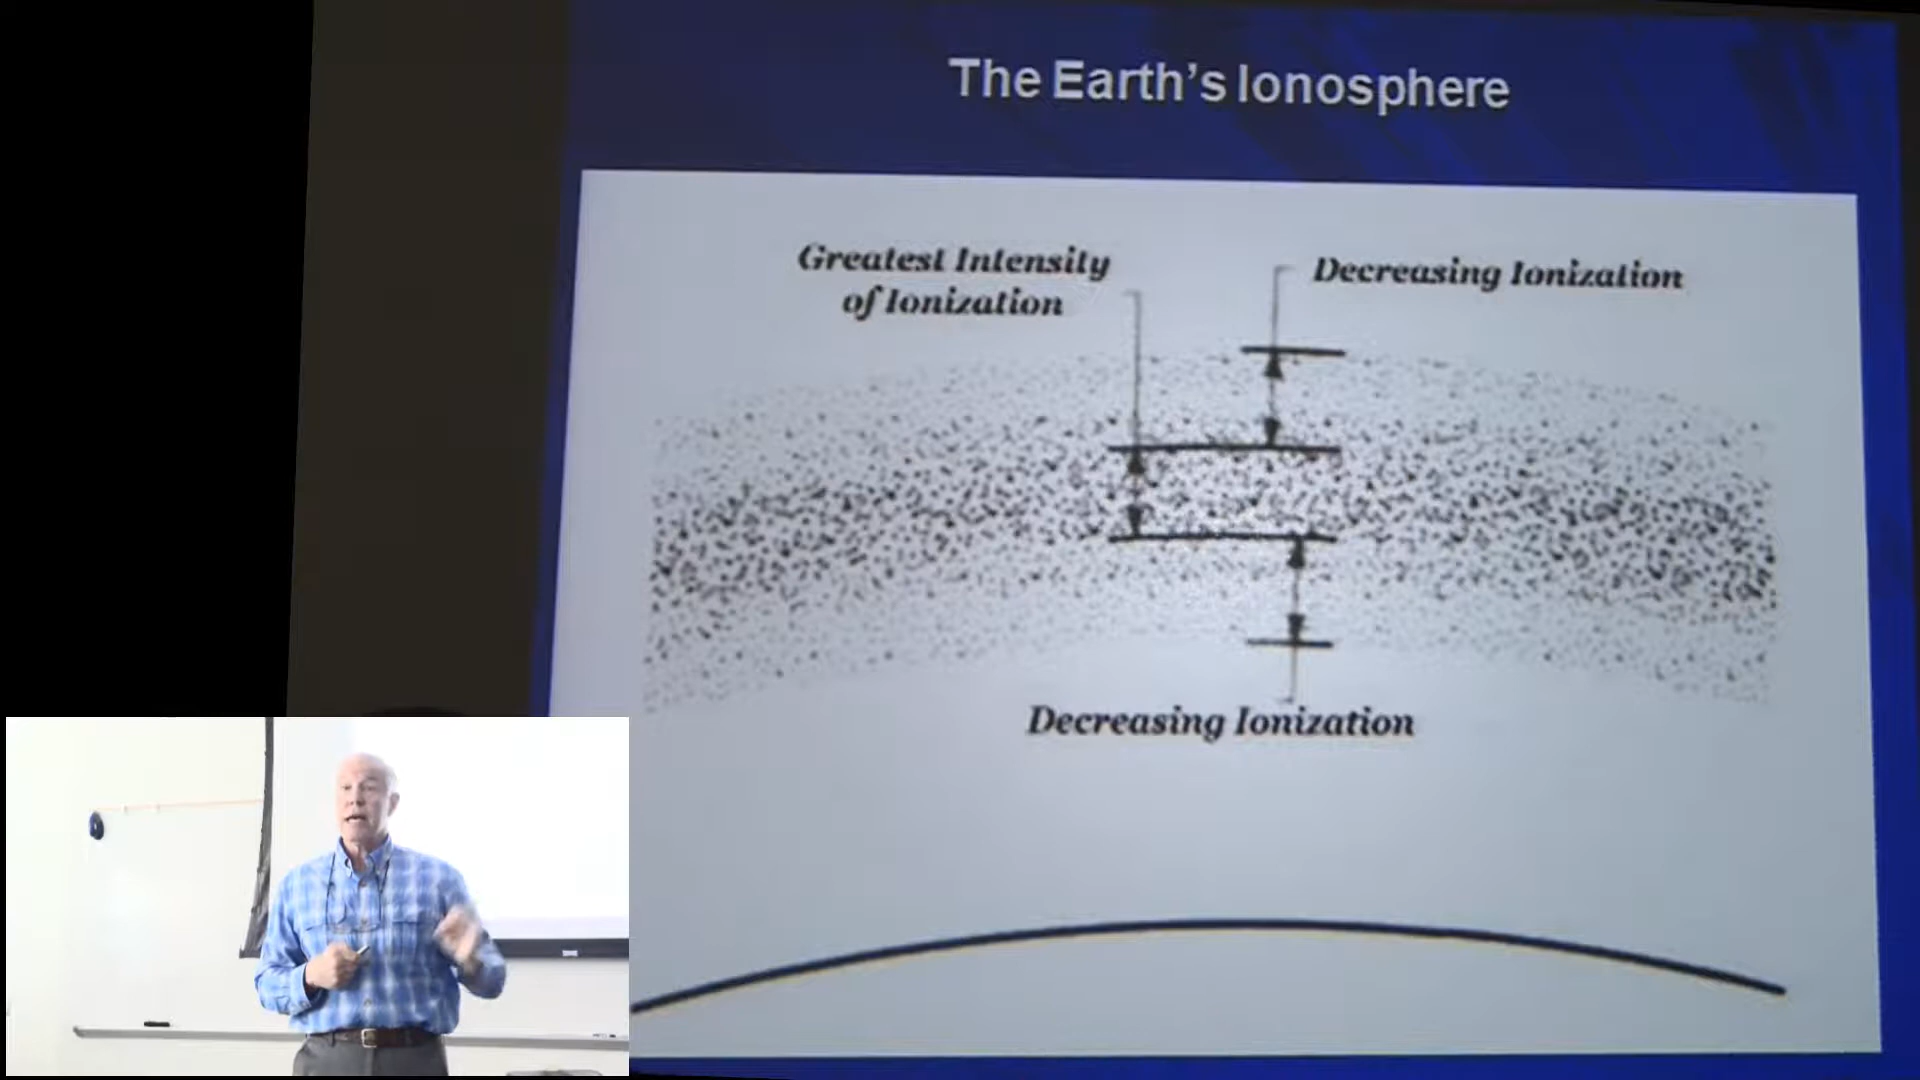 The Earth's Ionosphere
Greatest Intensity
of Ionization
Decreasing Ionization
Decreasing Ionization